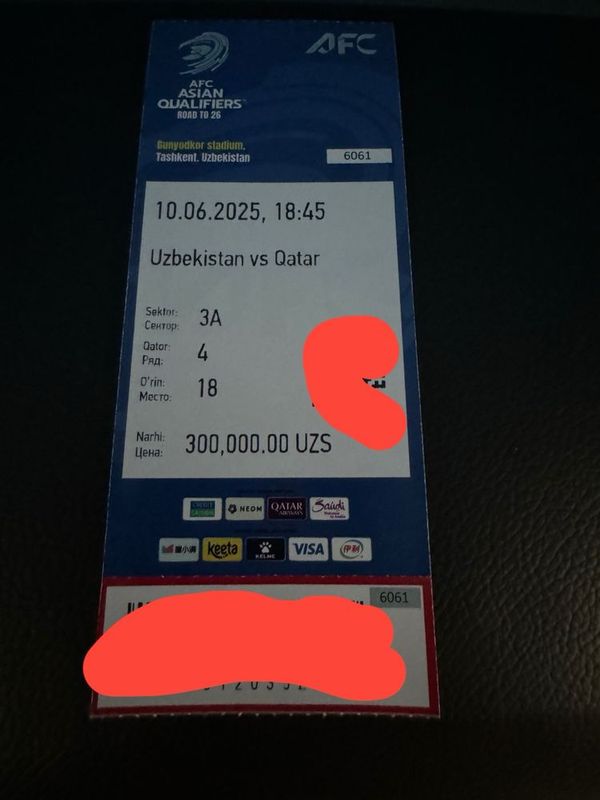 AFC
AFC
ASIAN
QUALIFIERS
ROAD TO 26
Bunyodkor stadium,
Tashkent, Uzbekistan
6061
10.06.2025, 18:45
Uzbekistan vs Qatar
Sektor:
Сектор:
3A
Qator:
Ряд:
4
O'rin:
Место:
18
Narhi:
Цена:
300,000.00 UZS
NEOM
QATAR
AIRWAYS
Saudi
keeta
KELME
VISA
伊利
6061